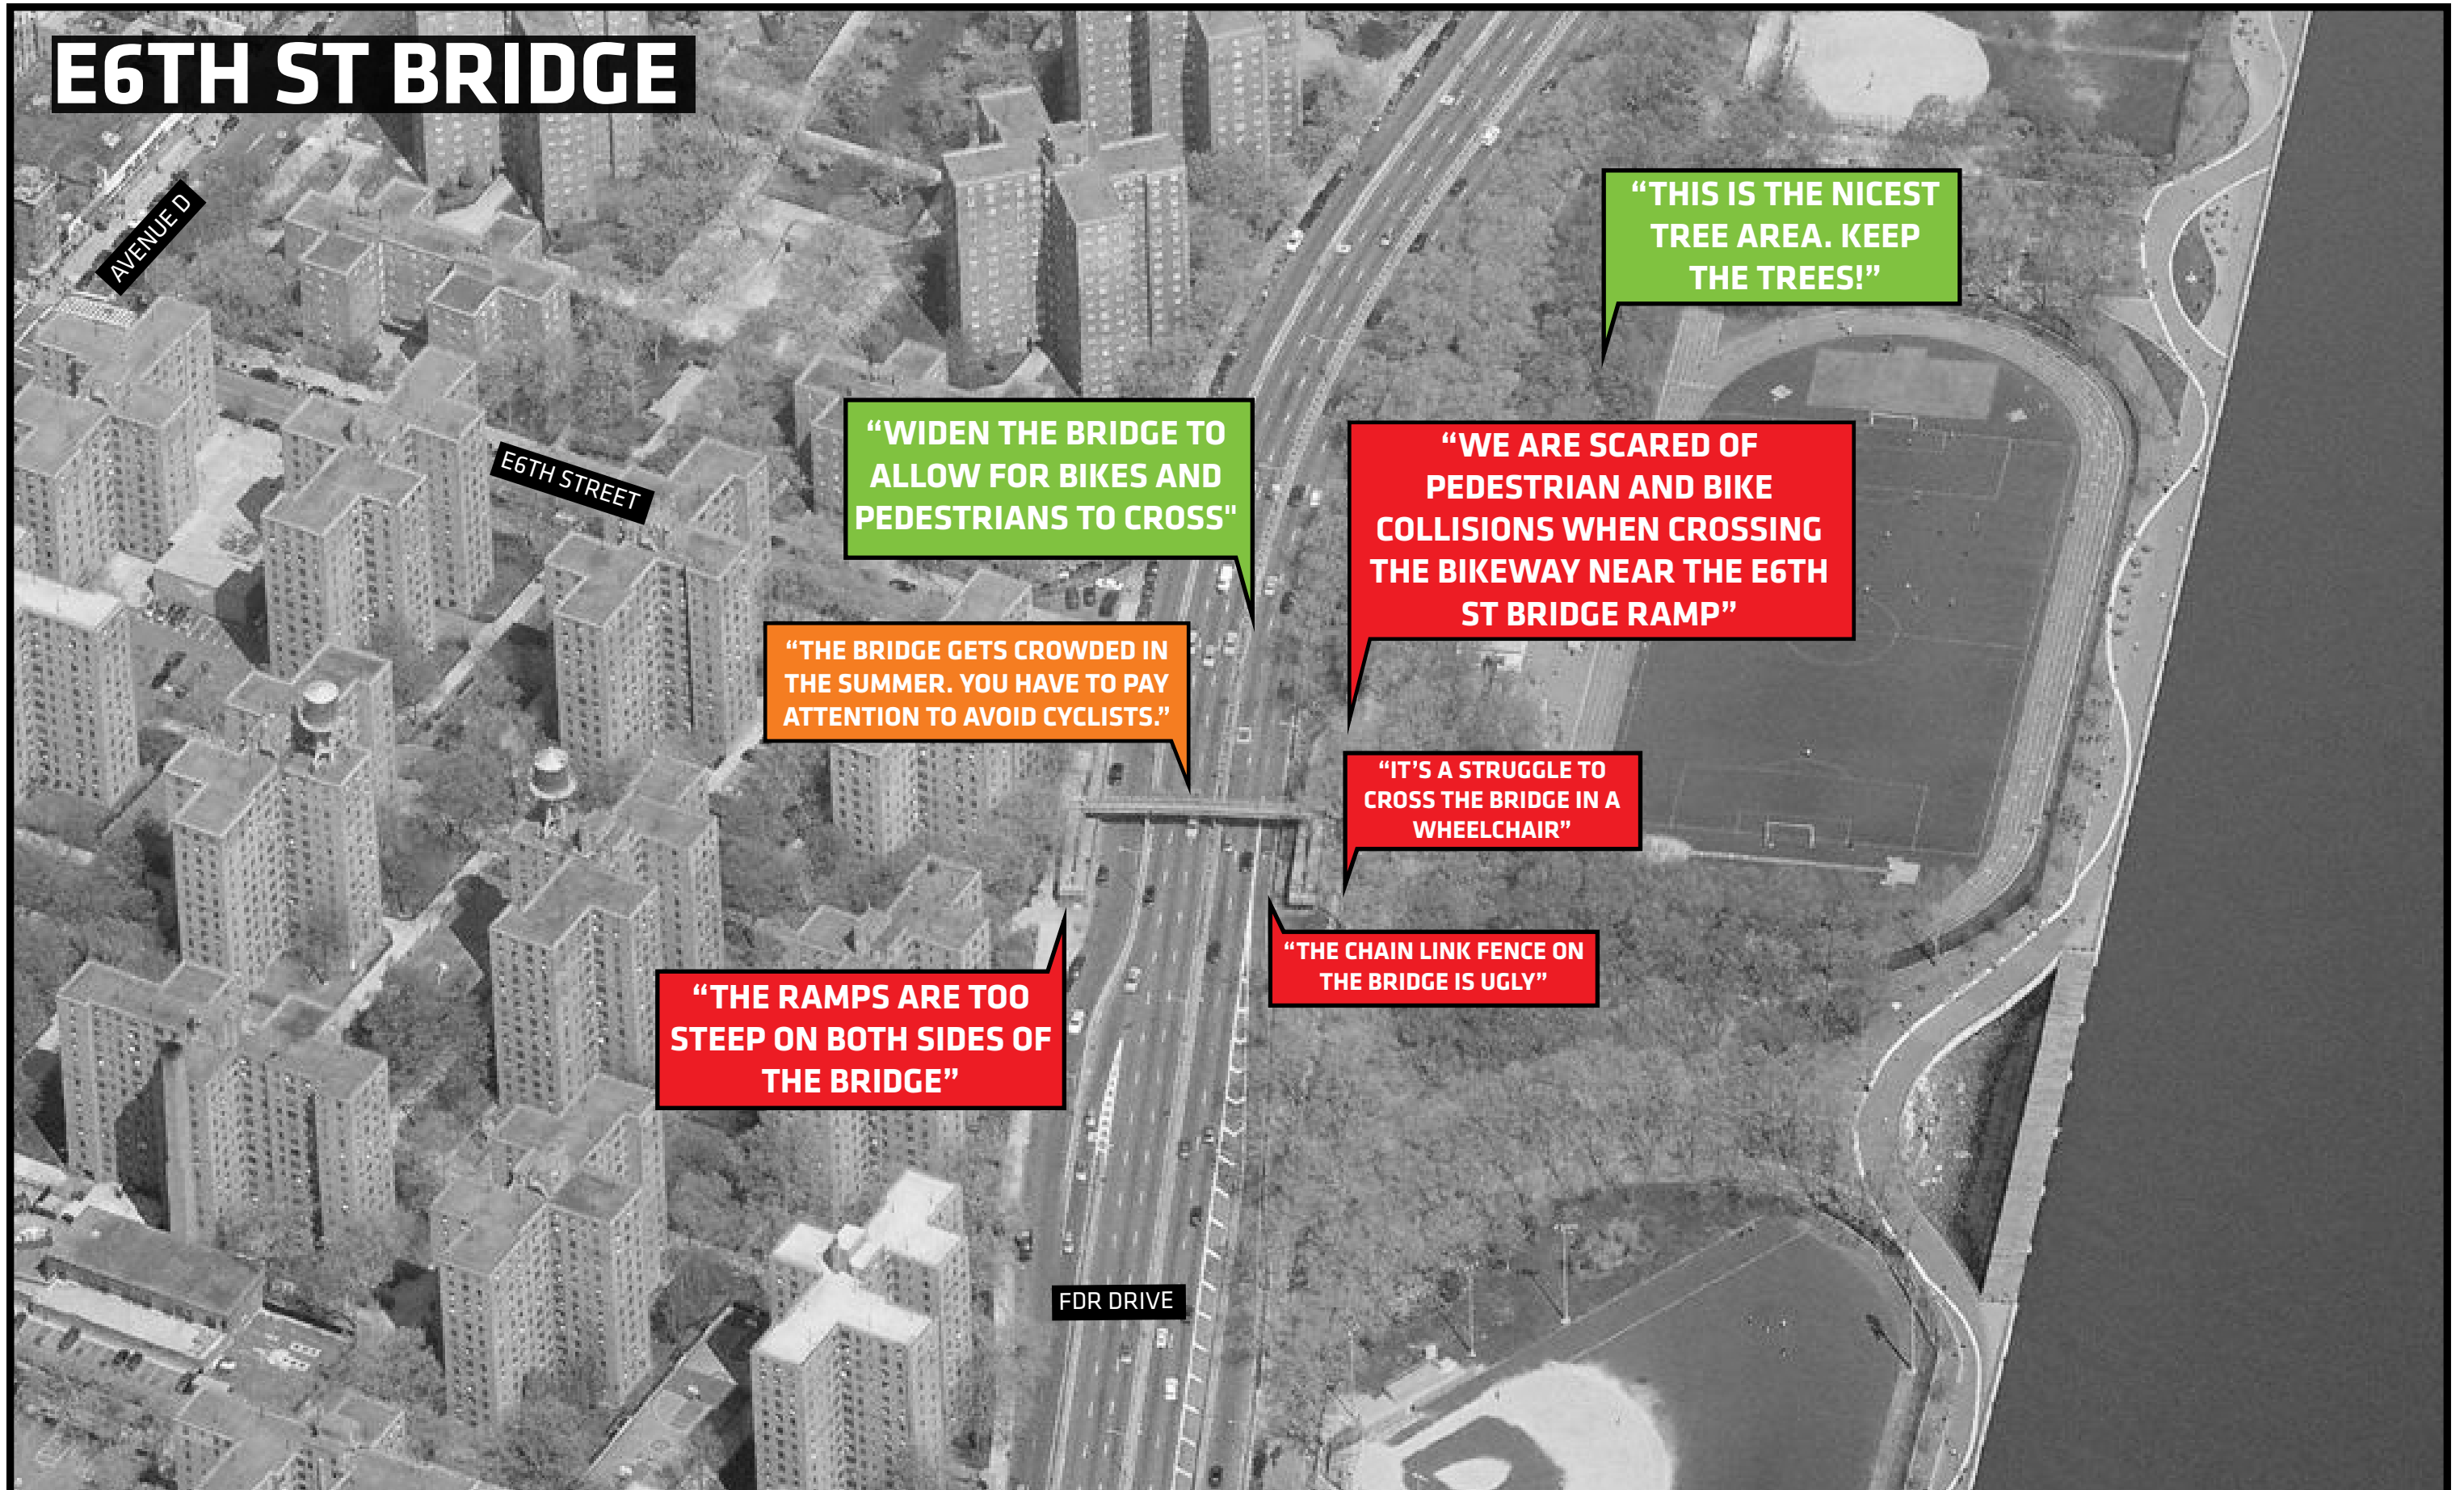 E6TH ST BRIDGE
AVENUE D
“THIS IS THE NICEST
TREE AREA. KEEP
THE TREES!”
“WIDEN THE BRIDGE TO
ALLOW FOR BIKES AND
PEDESTRIANS TO CROSS"
“WE ARE SCARED OF
PEDESTRIAN AND BIKE
COLLISIONS WHEN CROSSING
THE BIKEWAY NEAR THE E6TH
ST BRIDGE RAMP”
E6TH STREET
“THE BRIDGE GETS CROWDED IN
THE SUMMER. YOU HAVE TO PAY
ATTENTION TO AVOID CYCLISTS.”
“IT’S A STRUGGLE TO
CROSS THE BRIDGE IN A
WHEELCHAIR”
“THE CHAIN LINK FENCE ON
THE BRIDGE IS UGLY”
“THE RAMPS ARE TOO
STEEP ON BOTH SIDES OF
THE BRIDGE”
FDR DRIVE